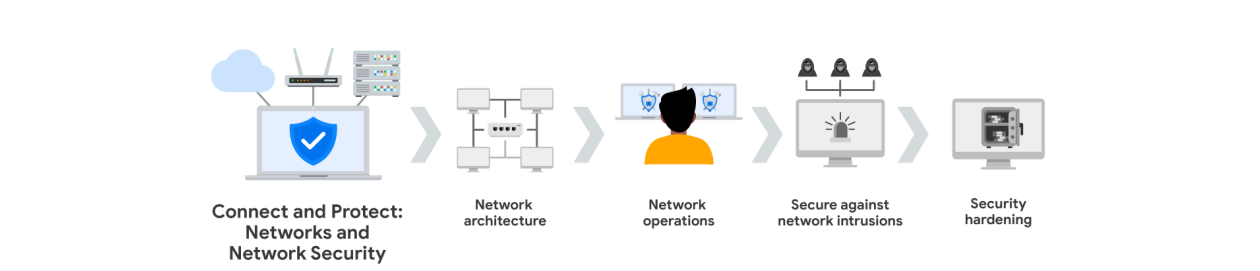 Connect and Protect:
Networks and
Network Security
Network
architecture
Network
operations
Secure against
network intrusions
Security
hardening